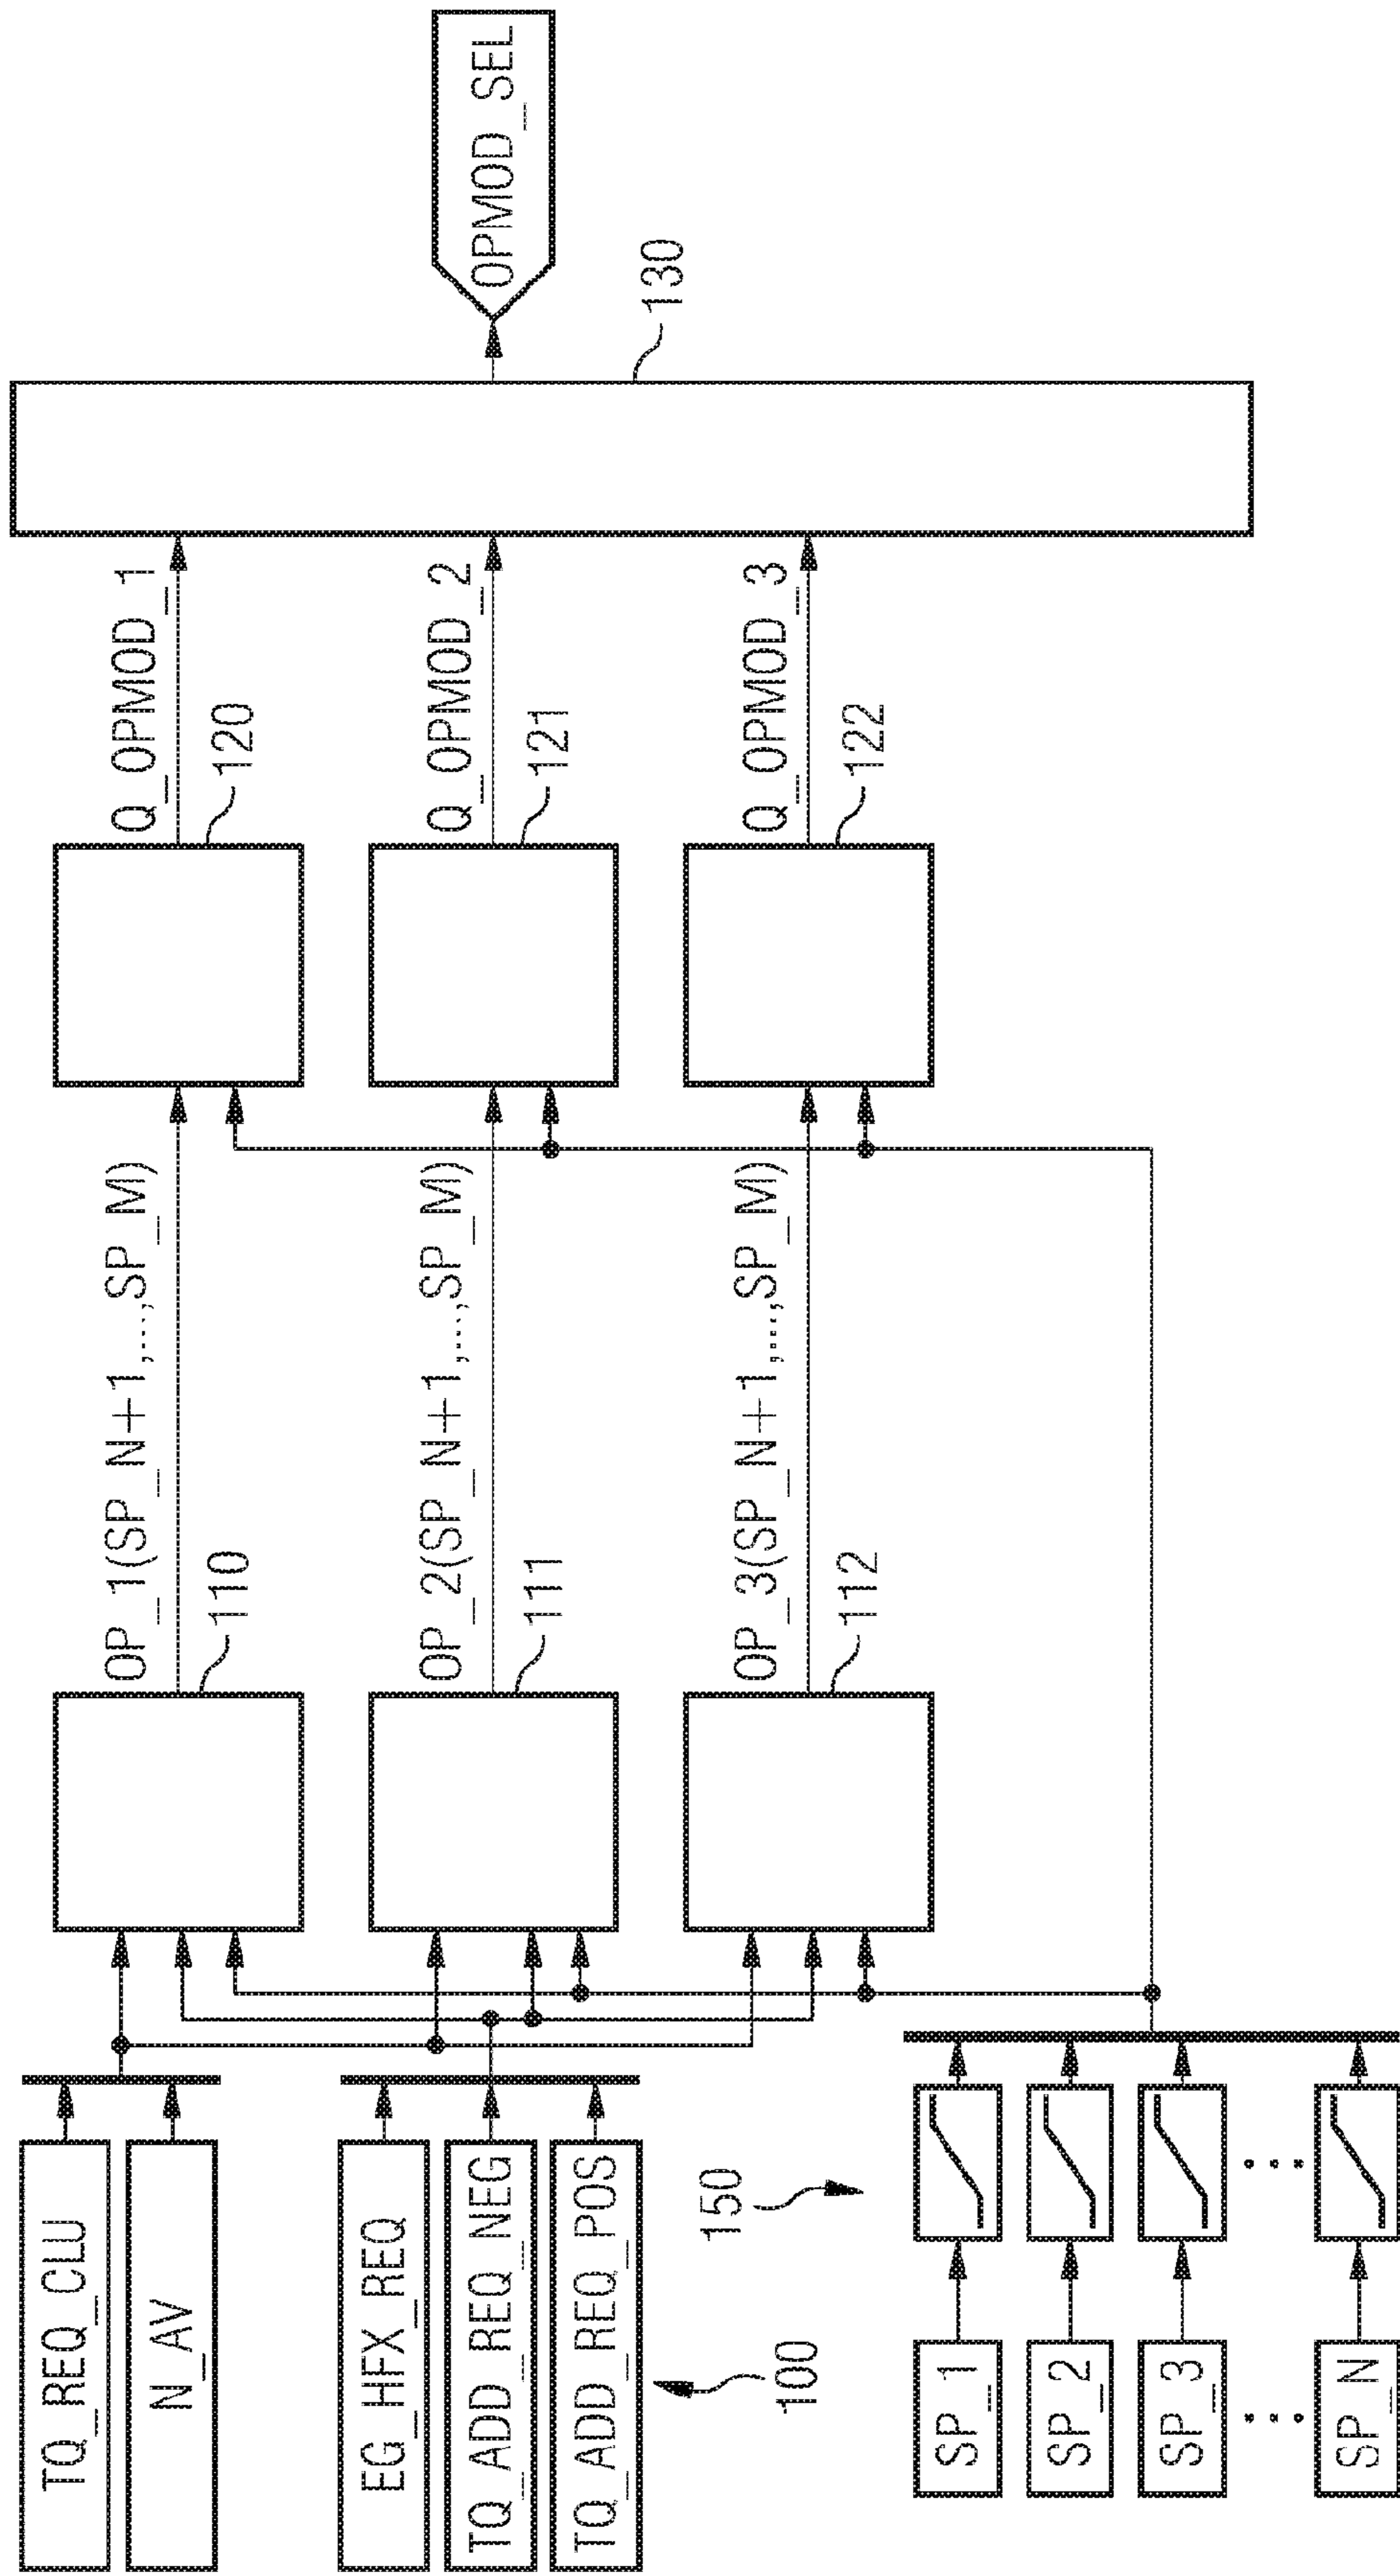 TQ_REQ_CLU
N_AV
EG_HFX_REQ
TQ_ADD_REQ_NEG
TQ_ADD_REQ_POS
100
150
SP_1
SP_2
SP_3
SP_N
OP_1(SP_N+1,...,SP_M)
110
OP_2(SP_N+1,...,SP_M)
111
OP_3(SP_N+1,...,SP_M)
112
Q_OPMOD_1
120
Q_OPMOD_2
121
Q_OPMOD_3
122
130
OPMOD_SEL